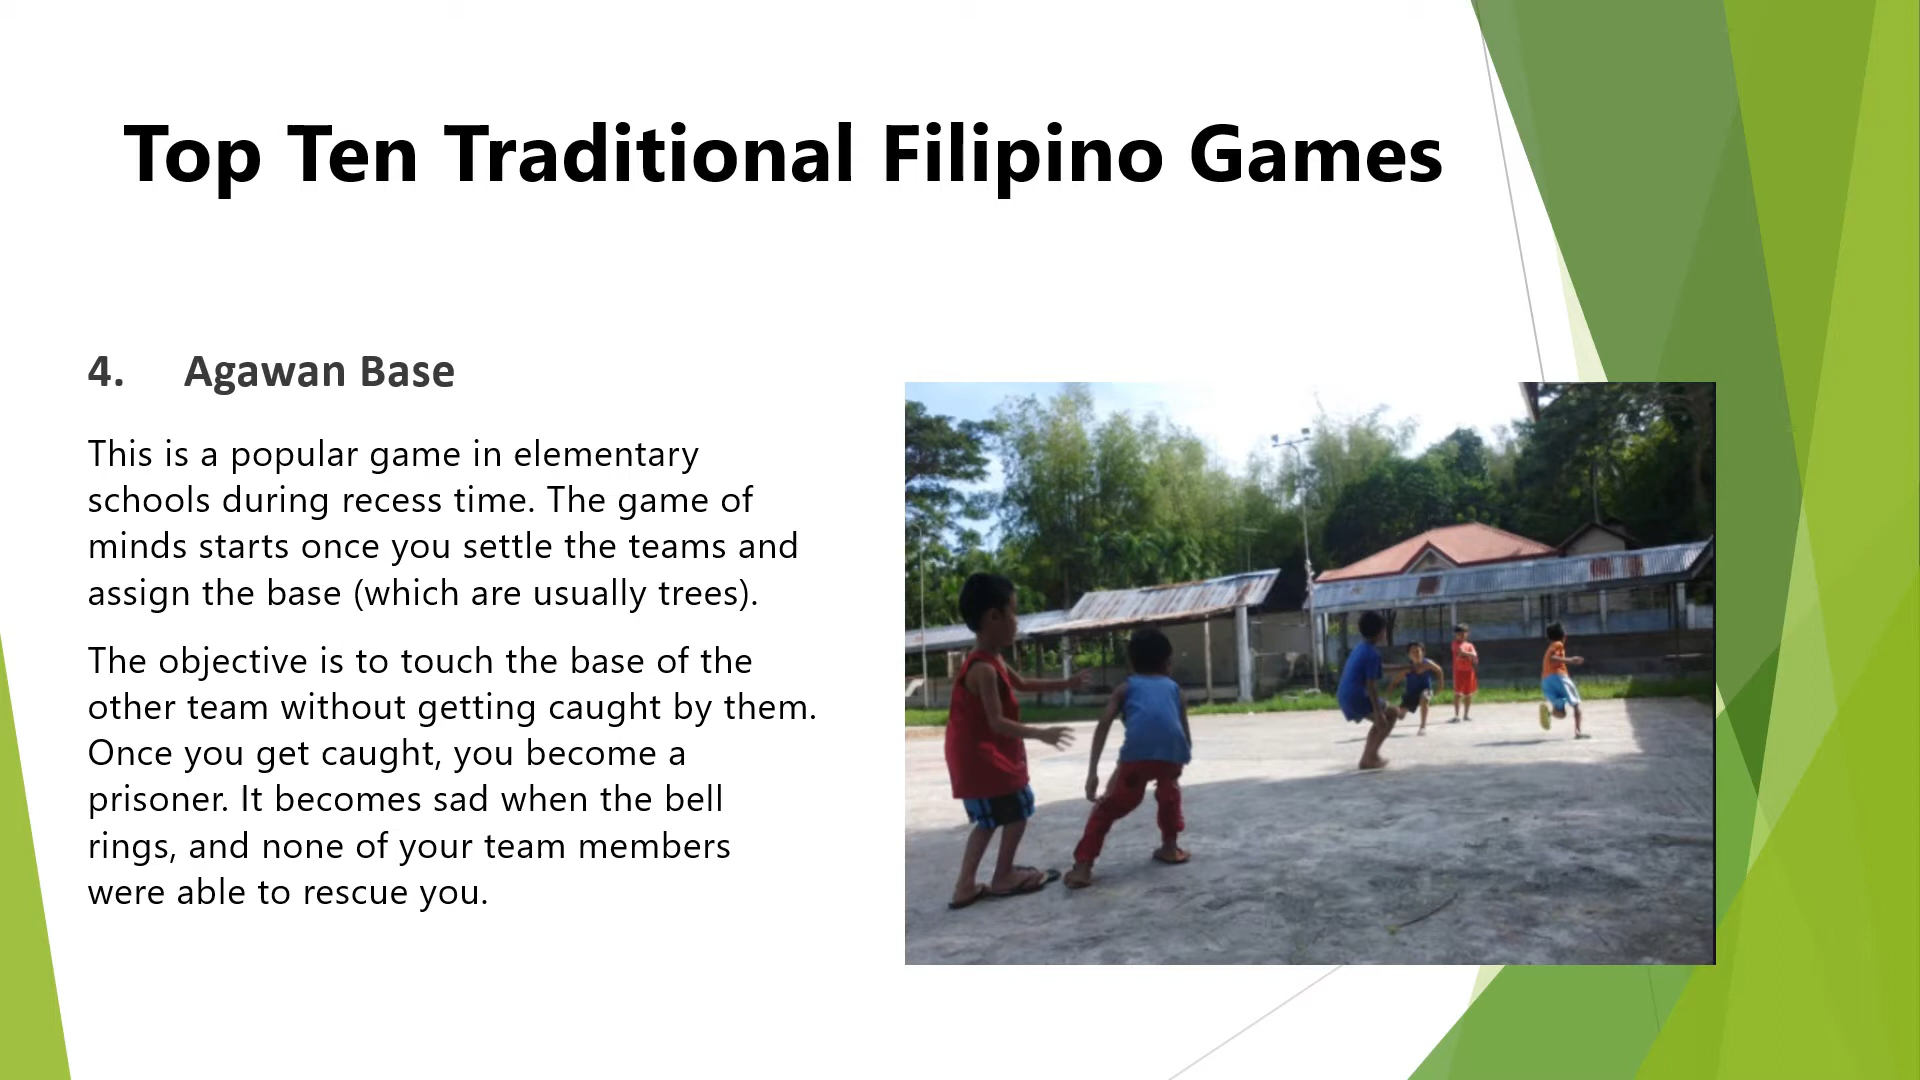 Top Ten Traditional Filipino Games
4. Agawan Base
This is a popular game in elementary
schools during recess time. The game of
minds starts once you settle the teams and
assign the base (which are usually trees).
The objective is to touch the base of the
other team without getting caught by them.
Once you get caught, you become a
prisoner. It becomes sad when the bell
rings, and none of your team members
were able to rescue you.